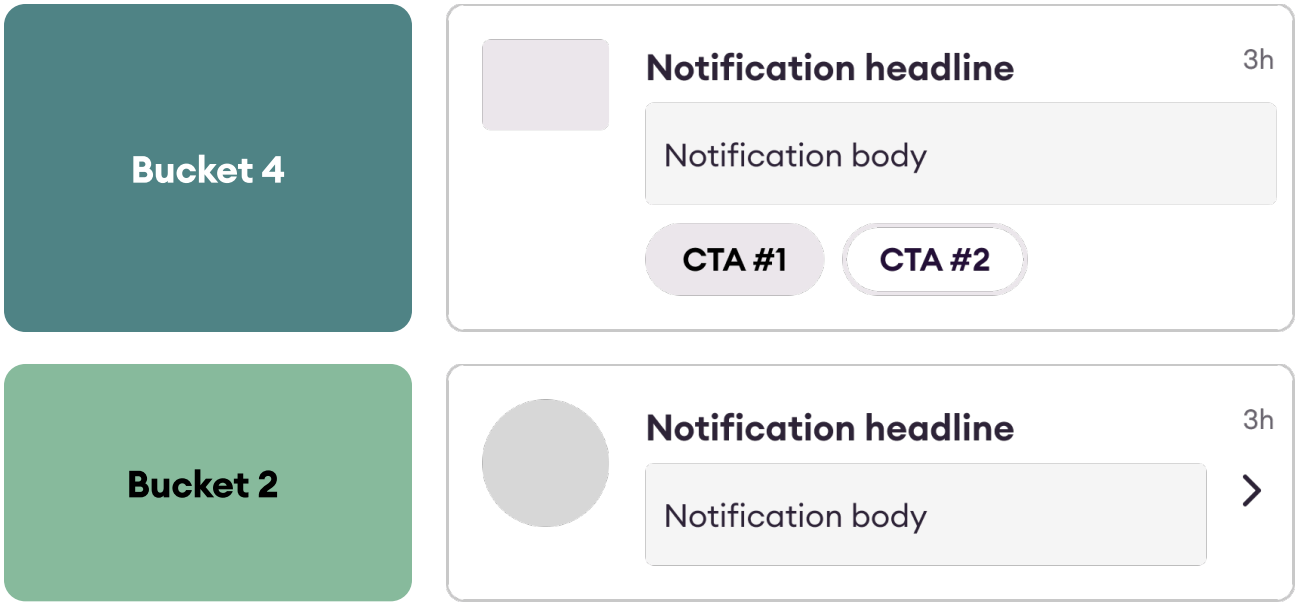 Bucket 4
Notification headline
3h
Notification body
CTA #1
CTA #2
Bucket 2
Notification headline
3h
Notification body